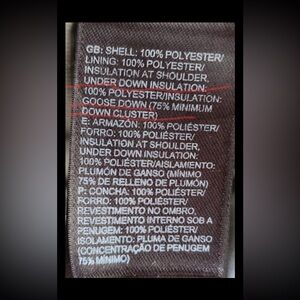 GB: SHELL: 100% POLYESTER/
LINING: 100% POLYESTER/
INSULATION AT SHOULDER,
UNDER DOWN INSULATION:
100% POLYESTER/INSULATION:
GOOSE DOWN (75% MINIMUM
DOWN CLUSTER)
E: ARMAZÓN: 100% POLIÉSTER/
FORRO: 100% POLIÉSTER/
INSULATION AT SHOULDER,
UNDER DOWN INSULATION:
100% POLIÉSTER/AISLAMIENTO:
PLUMÓN DE GANSO (MÍNIMO
75% DE RELLENO DE PLUMÓN)
P: CONCHA: 100% POLIÉSTER/
FORRO: 100% POLIÉSTER/
REVESTIMENTO NO OMBRO,
REVESTIMENTO INTERNO SOB A
PENUGEM: 100% POLIÉSTER/
ISOLAMENTO: PLUMA DE GANSO
(CONCENTRAÇÃO DE PENUGEM
75% MÍNIMO)